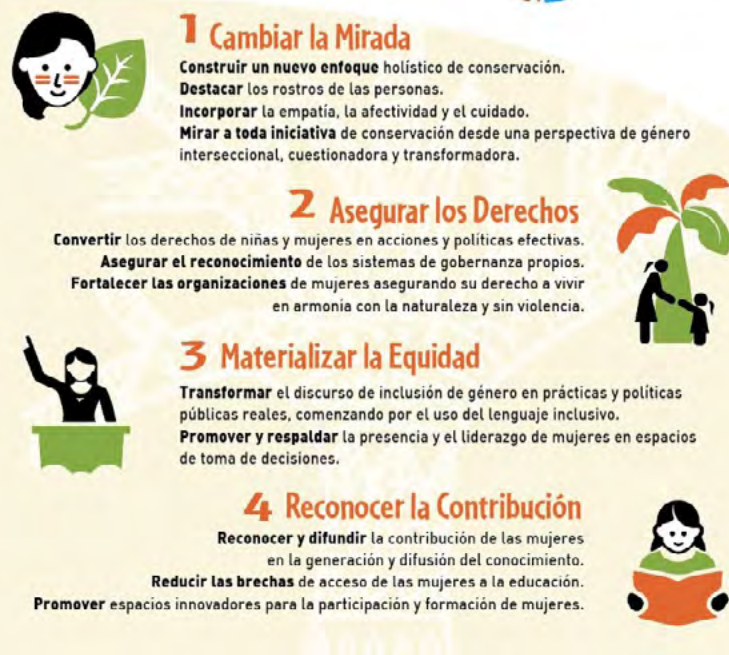 1 Cambiar la Mirada
Construir un nuevo enfoque holístico de conservación.
Destacar los rostros de las personas.
Incorporar la empatía, la afectividad y el cuidado.
Mirar a toda iniciativa de conservación desde una perspectiva de género
interseccional, cuestionadora y transformadora.
2 Asegurar los Derechos
Convertir los derechos de niñas y mujeres en acciones y políticas efectivas.
Asegurar el reconocimiento de los sistemas de gobernanza propios.
Fortalecer las organizaciones de mujeres asegurando su derecho a vivir
en armonía con la naturaleza y sin violencia.
3 Materializar la Equidad
Transformar el discurso de inclusión de género en prácticas y políticas
públicas reales, comenzando por el uso del lenguaje inclusivo.
Promover y respaldar la presencia y el liderazgo de mujeres en espacios
de toma de decisiones.
4 Reconocer la Contribución
Reconocer y difundir la contribución de las mujeres
en la generación y difusión del conocimiento.
Reducir las brechas de acceso de las mujeres a la educación.
Promover espacios innovadores para la participación y formación de mujeres.